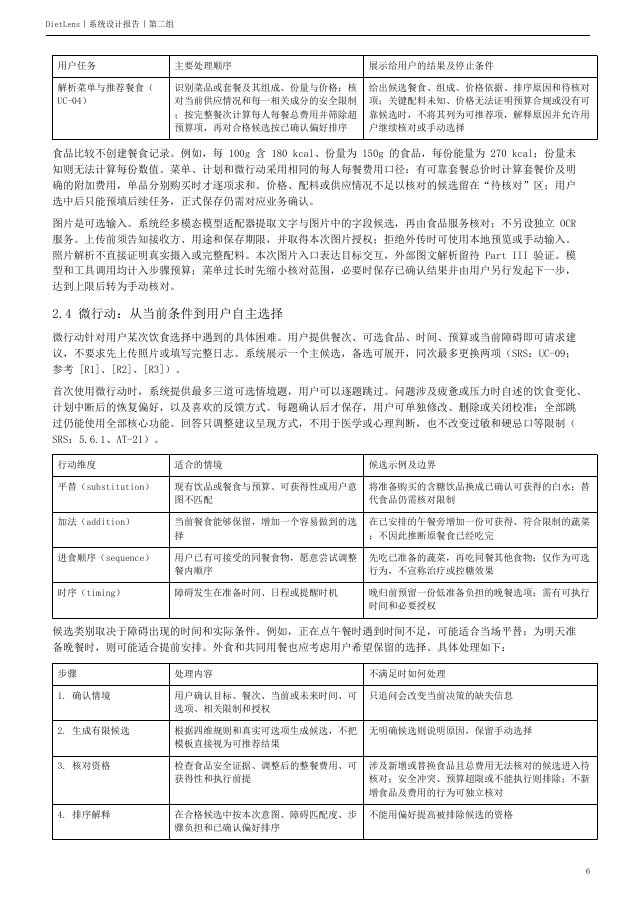 DietLens｜系统设计报告｜第二组
用户任务
主要处理顺序
展示给用户的结果及停止条件
解析菜单与推荐餐食（
UC-04）
识别菜品或套餐及其组成、份量与价格；核
对当前供应情况和每一相关成分的安全限制
；按完整餐次计算每人每餐总费用并筛除超
预算项，再对合格候选按已确认偏好排序
给出候选餐食、组成、价格依据、排序原因和待核对
项；关键配料未知、价格无法证明预算合规或没有可
靠候选时，不将其列为可推荐项，解释原因并允许用
户继续核对或手动选择
食品比较不创建餐食记录。例如，每 100g 含 180 kcal、份量为 150g 的食品，每份能量为 270 kcal；份量未
知则无法计算每份数值。菜单、计划和微行动采用相同的每人每餐费用口径：有可靠套餐总价时计算套餐价及明
确的附加费用，单品分别购买时才逐项求和。价格、配料或供应情况不足以核对的候选留在“待核对”区；用户
选中后只能预填后续任务，正式保存仍需对应业务确认。
图片是可选输入。系统经多模态模型适配器提取文字与图片中的字段候选，再由食品服务核对；不另设独立 OCR
服务。上传前须告知接收方、用途和保存期限，并取得本次图片授权；拒绝外传时可使用本地预览或手动输入。
照片解析不直接证明真实摄入或完整配料。本次图片入口表达目标交互，外部图文解析留待 Part III 验证。模
型和工具调用均计入步骤预算；菜单过长时先缩小核对范围，必要时保存已确认结果并由用户另行发起下一步，
达到上限后转为手动核对。
2.4 微行动：从当前条件到用户自主选择
微行动针对用户某次饮食选择中遇到的具体困难。用户提供餐次、可选食品、时间、预算或当前障碍即可请求建
议，不要求先上传照片或填写完整日志。系统展示一个主候选，备选可展开，同次最多更换两项（SRS：UC-09；
参考 [R1]、[R2]、[R3]）。
首次使用微行动时，系统提供最多三道可选情境题，用户可以逐题跳过。问题涉及疲惫或压力时自述的饮食变化、
计划中断后的恢复偏好，以及喜欢的反馈方式。每题确认后才保存，用户可单独修改、删除或关闭校准；全部跳
过仍能使用全部核心功能。回答只调整建议呈现方式，不用于医学或心理判断，也不改变过敏和硬忌口等限制（
SRS：5.6.1、AT-21）。
行动维度
适合的情境
候选示例及边界
平替（substitution）
现有饮品或餐食与预算、可获得性或用户意
图不匹配
将准备购买的含糖饮品换成已确认可获得的白水；替
代食品仍需核对限制
加法（addition）
当前餐食能够保留，增加一个容易做到的选
择
在已安排的午餐旁增加一份可获得、符合限制的蔬菜
；不因此推断原餐食已经吃完
进食顺序（sequence）
用户已有可接受的同餐食物，愿意尝试调整
餐内顺序
先吃已准备的蔬菜，再吃同餐其他食物；仅作为可选
行为，不宣称治疗或控糖效果
时序（timing）
障碍发生在准备时间、日程或提醒时机
晚归前预留一份低准备负担的晚餐选项；需有可执行
时间和必要授权
候选类别取决于障碍出现的时间和实际条件。例如，正在点午餐时遇到时间不足，可能适合当场平替；为明天准
备晚餐时，则可能适合提前安排。外食和共同用餐也应考虑用户希望保留的选择。具体处理如下：
步骤
处理内容
不满足时如何处理
1. 确认情境
用户确认目标、餐次、当前或未来时间、可
选项、相关限制和授权
只追问会改变当前决策的缺失信息
2. 生成有限候选
根据四维规则和真实可选项生成候选，不把
模板直接视为可推荐结果
无明确候选则说明原因，保留手动选择
3. 核对资格
检查食品安全证据、调整后的整餐费用、可
获得性和执行前提
涉及新增或替换食品且总费用无法核对的候选进入待
核对；安全冲突、预算超限或不能执行则排除；不新
增食品及费用的行为可独立核对
4. 排序解释
在合格候选中按本次意图、障碍匹配度、步
骤负担和已确认偏好排序
不能用偏好提高被排除候选的资格
6